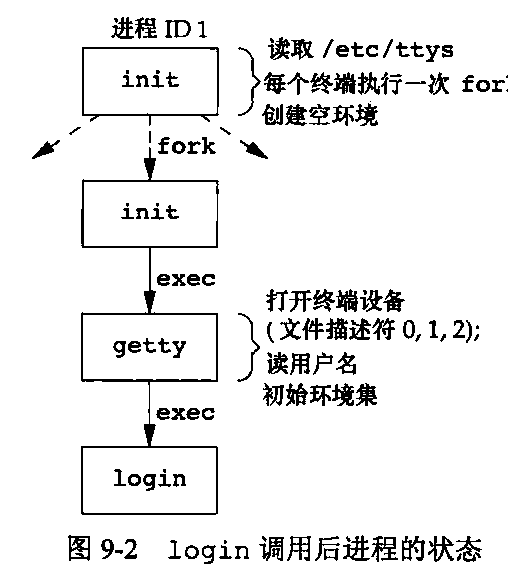 进程 ID 1
init
读取 /etc/ttys
每个终端执行一次 for
创建空环境
fork
init
exec
打开终端设备
(文件描述符 0, 1, 2);
getty
读用户名
初始环境集
exec
login
图 9-2 login 调用后进程的状态